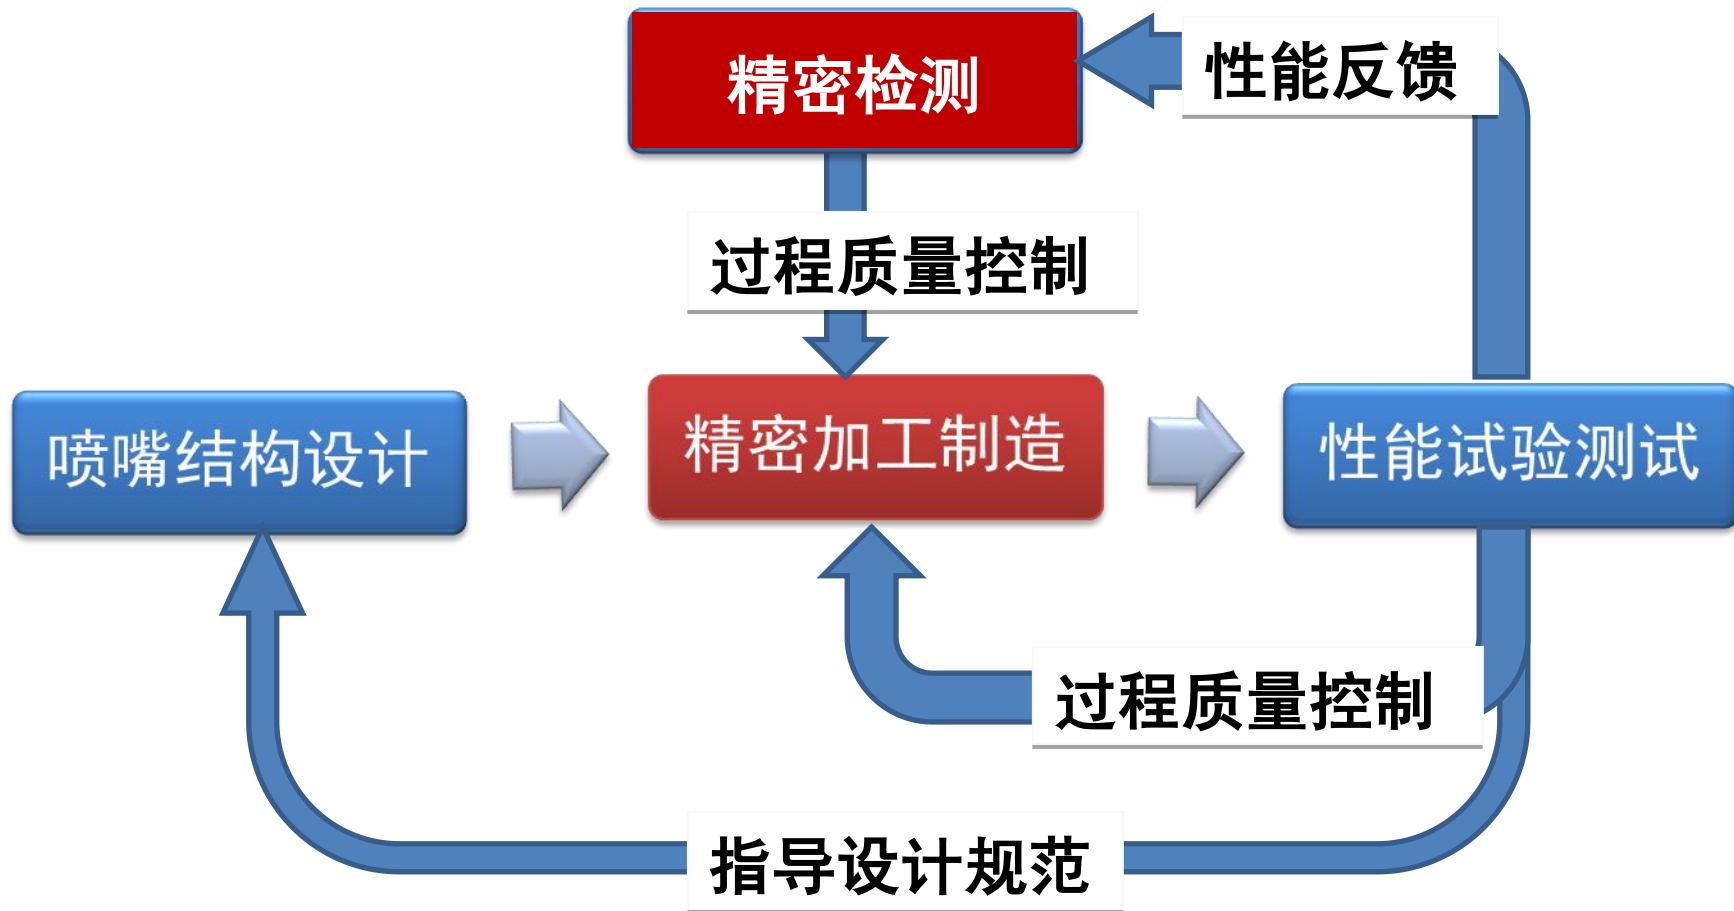 精密检测
性能反馈
过程质量控制
喷嘴结构设计
精密加工制造
性能试验测试
过程质量控制
指导设计规范